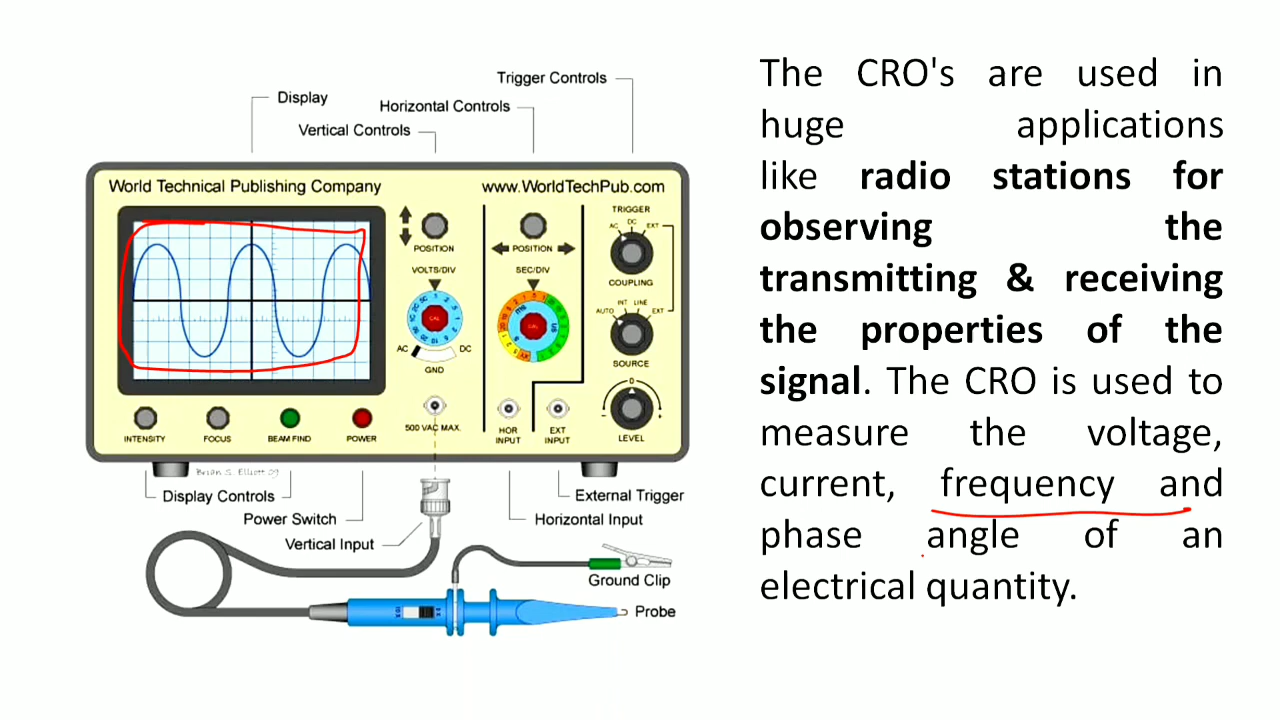 Trigger Controls
Display
Horizontal Controls
Vertical Controls
World Technical Publishing Company
www.WorldTechPub.com
POSITION
VOLTS/DIV
AC
DC
GND
500 VAC MAX.
POSITION
SEC/DIV
HOR
INPUT
EXT
INPUT
TRIGGER
AC DC EXT
COUPLING
AUTO INT LINE EXT
SOURCE
0
- +
LEVEL
INTENSITY
FOCUS
BEAM FIND
POWER
Brian S. Elliott 09
Display Controls
Power Switch
Vertical Input
External Trigger
Horizontal Input
Ground Clip
Probe
The CRO's are used in
huge applications
like radio stations for
observing the
transmitting & receiving
the properties of the
signal. The CRO is used to
measure the voltage,
current, frequency and
phase angle of an
electrical quantity.